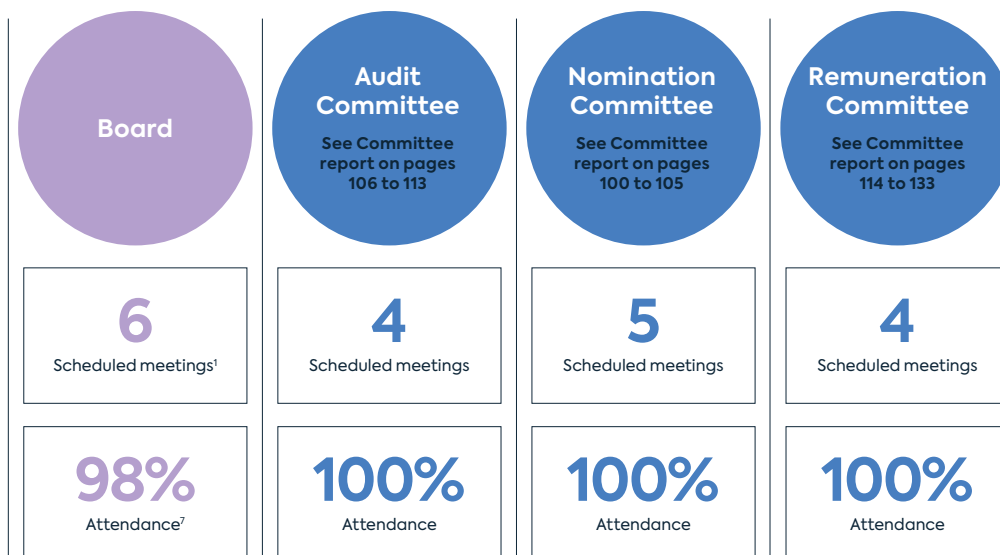 Board
Audit
Committee
See Committee
report on pages
106 to 113
Nomination
Committee
See Committee
report on pages
100 to 105
Remuneration
Committee
See Committee
report on pages
114 to 133
6
Scheduled meetings¹
4
Scheduled meetings
5
Scheduled meetings
4
Scheduled meetings
98%
Attendance⁷
100%
Attendance
100%
Attendance
100%
Attendance